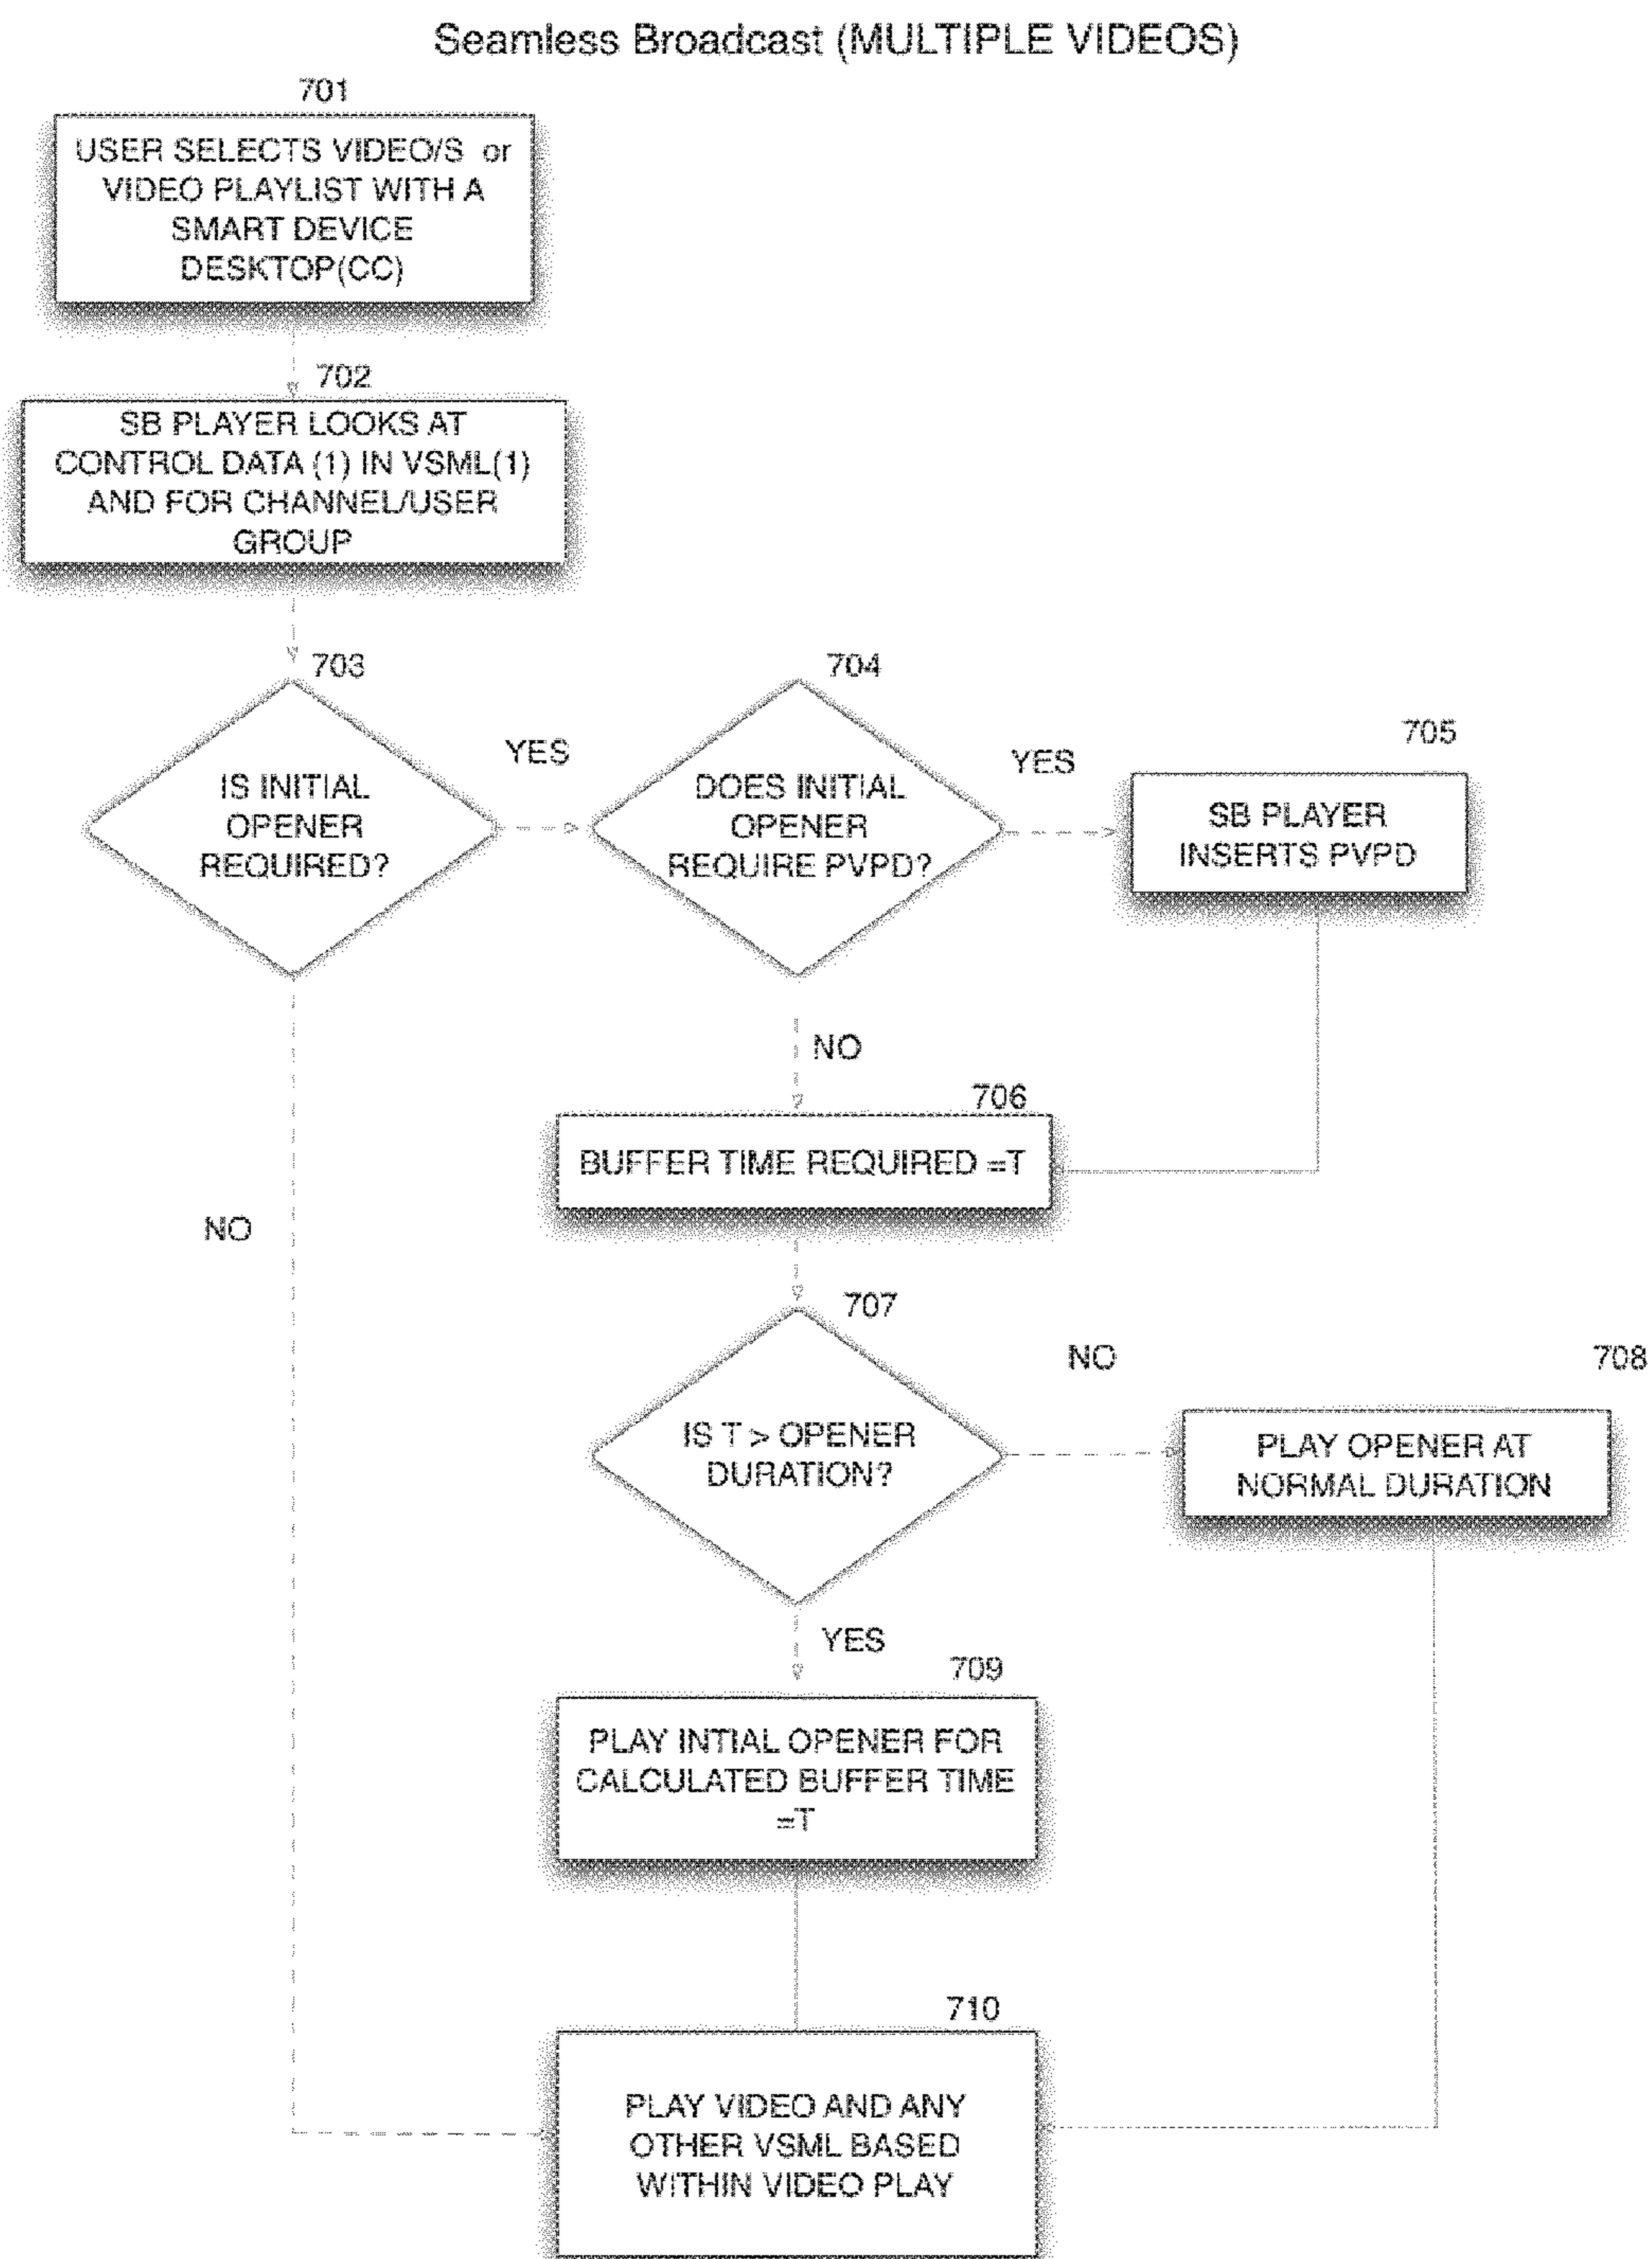 Seamless Broadcast (MULTIPLE VIDEOS)
701
USER SELECTS VIDEO/S or
VIDEO PLAYLIST WITH A
SMART DEVICE
DESKTOP(CC)
702
SB PLAYER LOOKS AT
CONTROL DATA (1) IN VSML(1)
AND FOR CHANNEL/USER
GROUP
703
IS INITIAL
OPENER
REQUIRED?
YES
704
DOES INITIAL
OPENER
REQUIRE PVPD?
YES
705
SB PLAYER
INSERTS PVPD
NO
706
BUFFER TIME REQUIRED =T
NO
707
IS T > OPENER
DURATION?
NO
708
PLAY OPENER AT
NORMAL DURATION
YES
709
PLAY INTIAL OPENER FOR
CALCULATED BUFFER TIME
=T
710
PLAY VIDEO AND ANY
OTHER VSML BASED
WITHIN VIDEO PLAY